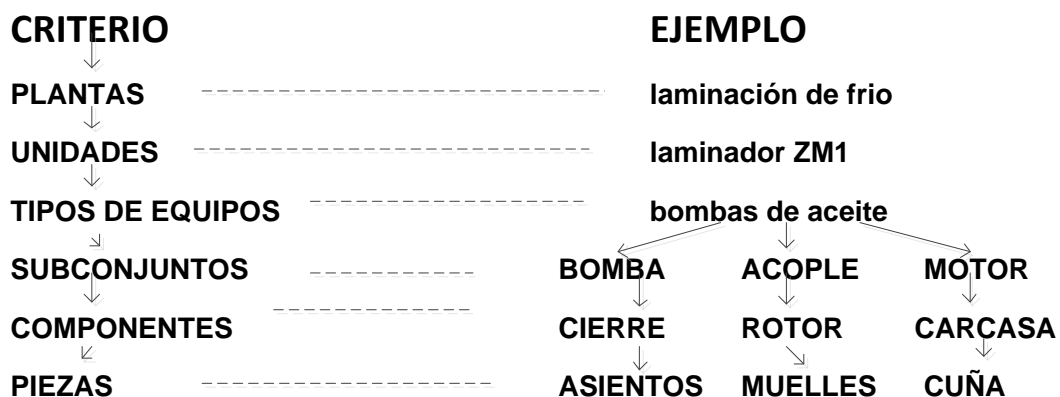 CRITERIO EJEMPLO
PLANTAS laminación de frio
UNIDADES laminador ZM1
TIPOS DE EQUIPOS bombas de aceite
SUBCONJUNTOS BOMBA ACOPLE MOTOR
COMPONENTES CIERRE ROTOR CARCASA
PIEZAS ASIENTOS MUELLES CUÑA